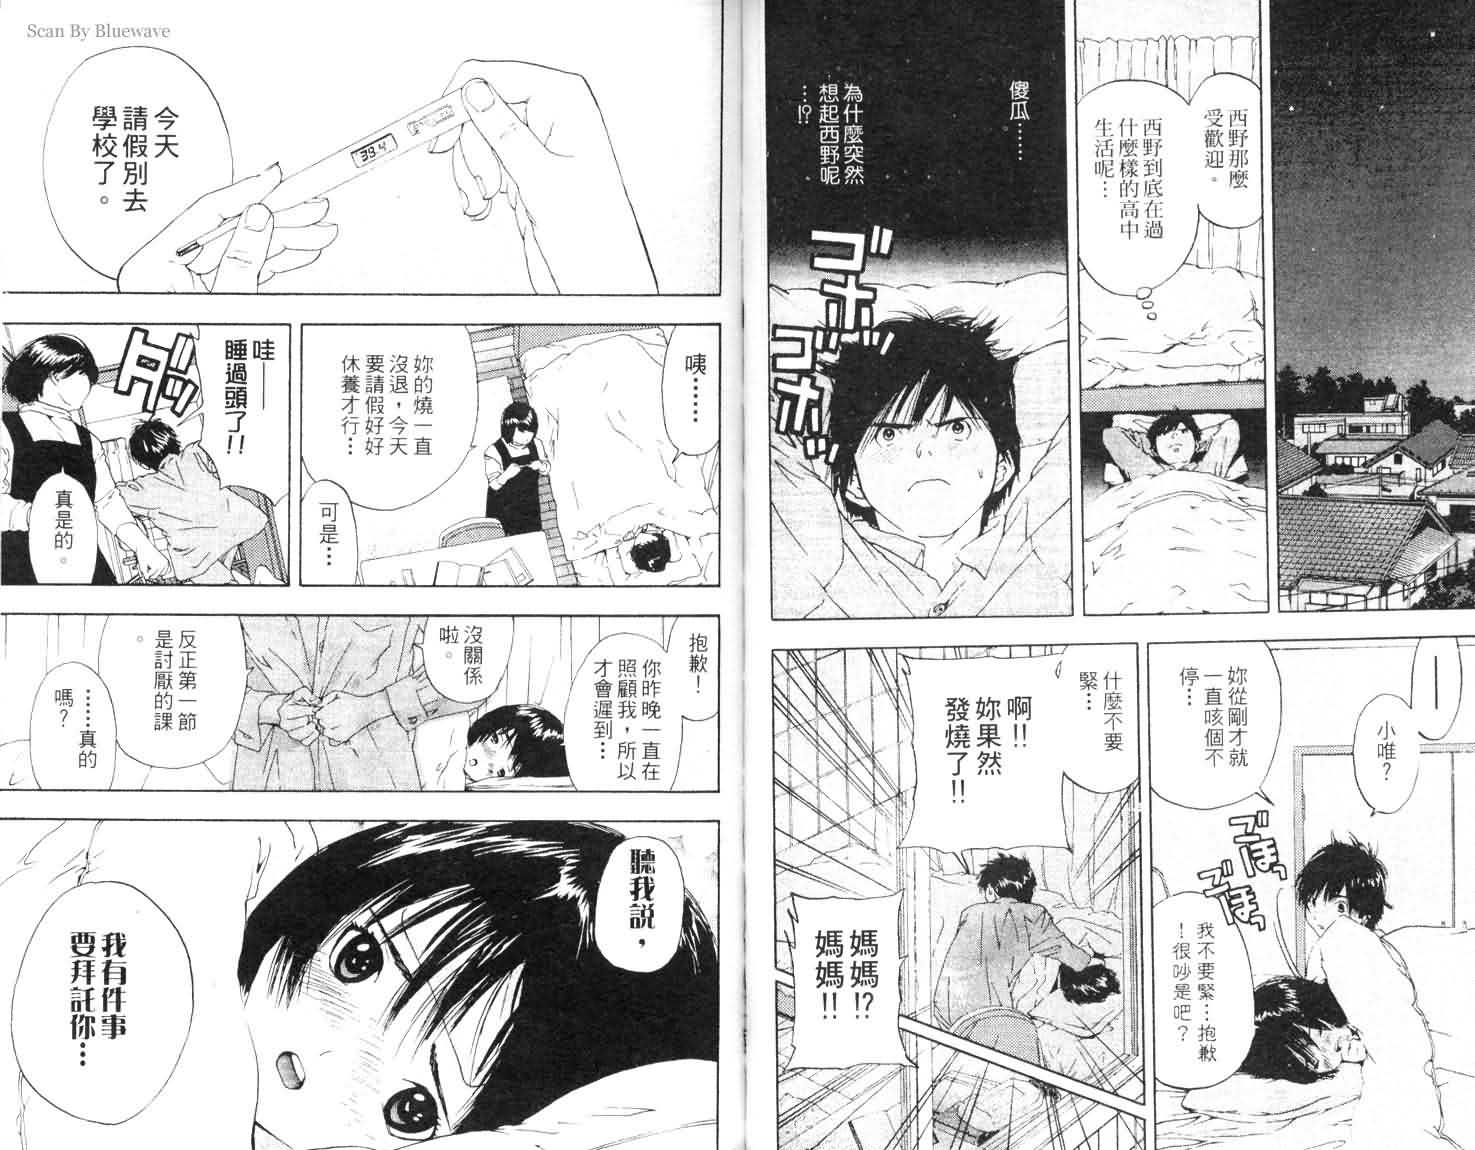 西野那麼
受歡迎。
西野到底在過
什麼樣的高中
生活呢…
傻瓜……
為什麼突然
想起西野呢
…!?
ゴホ
ゴホッ
——
小唯?
妳從剛才就
一直咳個不
停…
ごほっ
ごほっ
我不要緊…抱歉
!很吵是吧?
什麼不要
緊…
啊!!
妳果然
發燒了!!
媽媽!?
媽媽!!
Scan By Bluewave
今天
請假別去
學校了。
39.4
咦……
妳的燒一直
沒退,今天
要請假好好
休養才行…
可是…
哇——
睡過頭了!!
ダッ
真是的。
抱歉!
你昨晚一直在
照顧我,所以
才會遲到…
沒關係
啦。
反正第一節
是討厭的課
。
……真的
嗎?
聽我說,
我有件事
要拜託你…